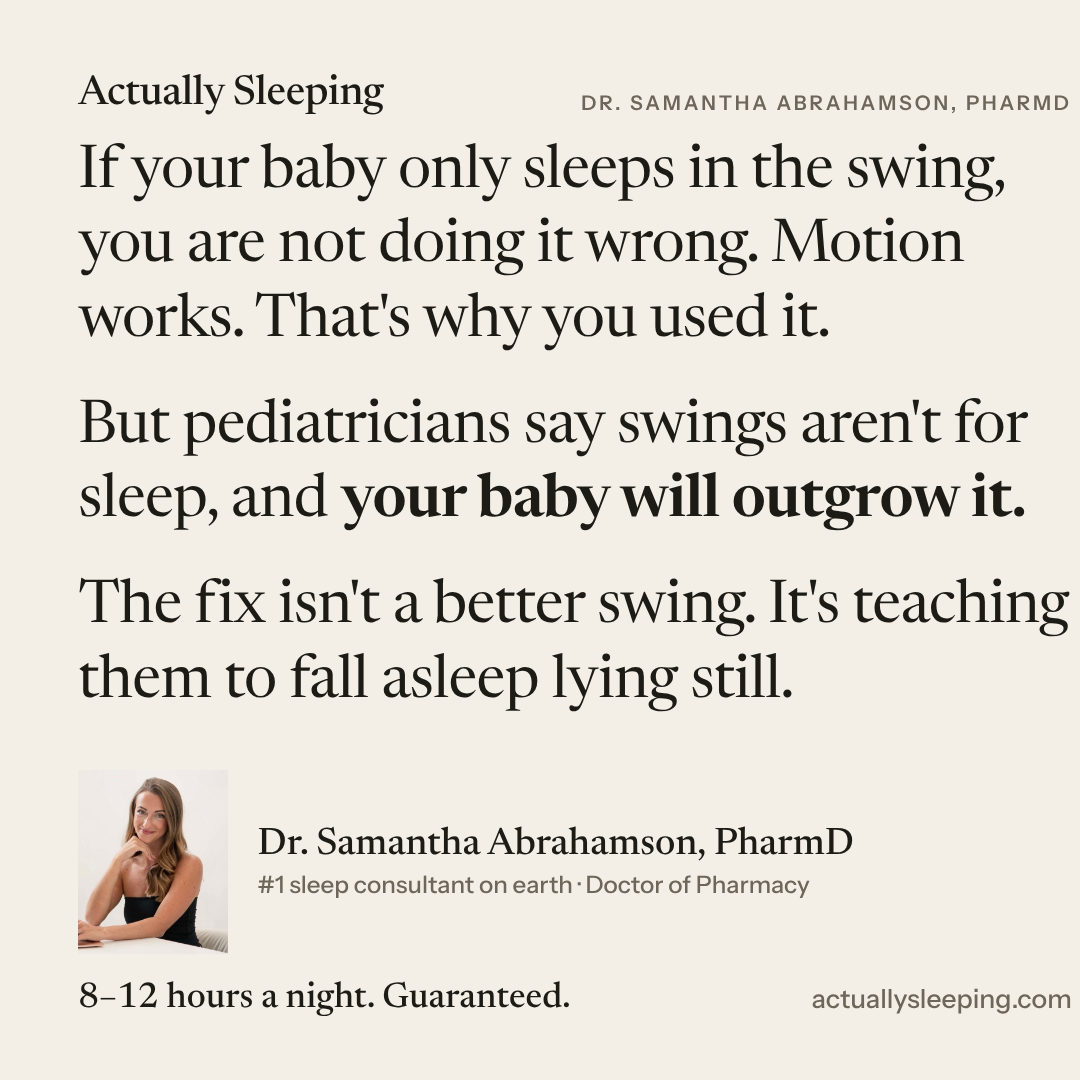 Actually Sleeping
DR. SAMANTHA ABRAHAMSON, PHARMD
If your baby only sleeps in the swing,
you are not doing it wrong. Motion
works. That's why you used it.
But pediatricians say swings aren't for
sleep, and your baby will outgrow it.
The fix isn't a better swing. It's teaching
them to fall asleep lying still.
Dr. Samantha Abrahamson, PharmD
#1 sleep consultant on earth · Doctor of Pharmacy
8–12 hours a night. Guaranteed.
actuallysleeping.com